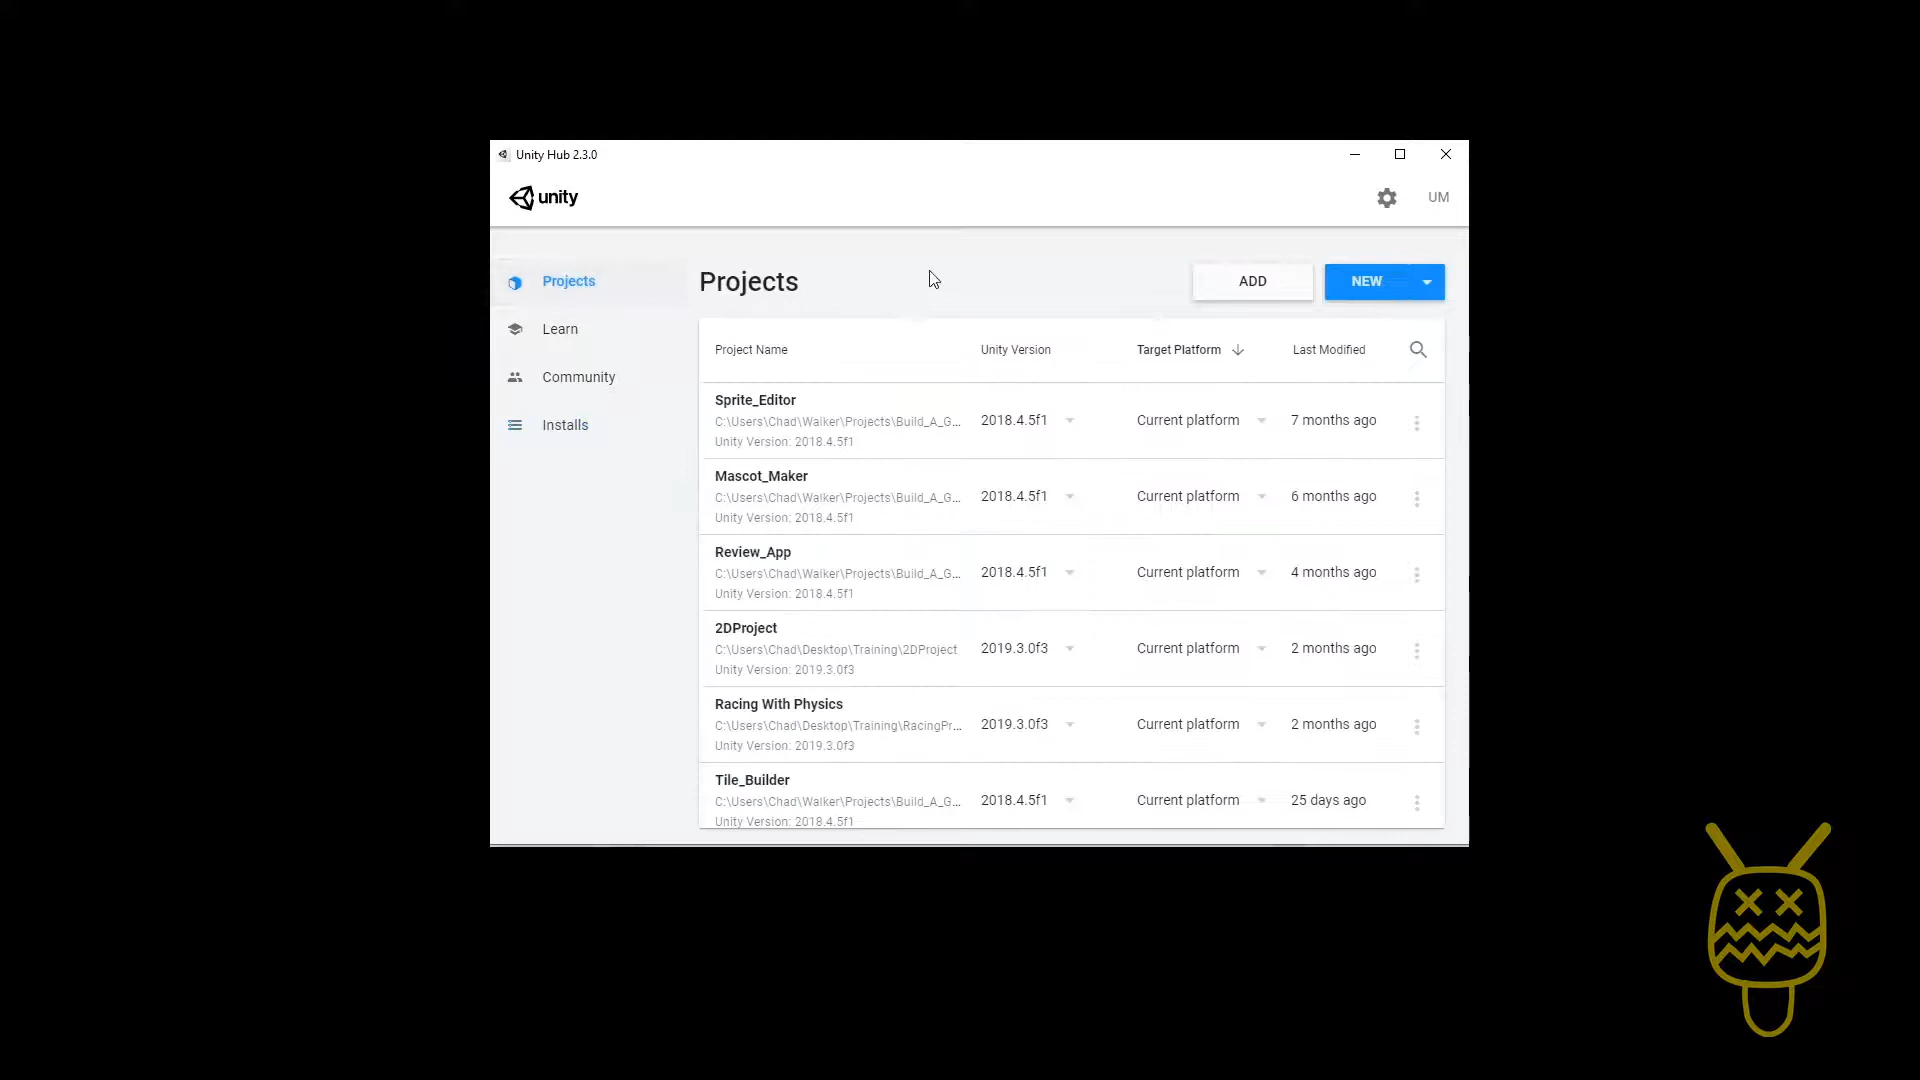 Unity Hub 2.3.0
unity
UM
Projects
Learn
Community
Installs
Projects
ADD
NEW
Project Name
Unity Version
Target Platform
Last Modified
Sprite_Editor
C:\Users\Chad\Walker\Projects\Build_A_G...
Unity Version: 2018.4.5f1
2018.4.5f1
Current platform
7 months ago
Mascot_Maker
C:\Users\Chad\Walker\Projects\Build_A_G...
Unity Version: 2018.4.5f1
2018.4.5f1
Current platform
6 months ago
Review_App
C:\Users\Chad\Walker\Projects\Build_A_G...
Unity Version: 2018.4.5f1
2018.4.5f1
Current platform
4 months ago
2DProject
C:\Users\Chad\Desktop\Training\2DProject
Unity Version: 2019.3.0f3
2019.3.0f3
Current platform
2 months ago
Racing With Physics
C:\Users\Chad\Desktop\Training\RacingPr...
Unity Version: 2019.3.0f3
2019.3.0f3
Current platform
2 months ago
Tile_Builder
C:\Users\Chad\Walker\Projects\Build_A_G...
Unity Version: 2018.4.5f1
2018.4.5f1
Current platform
25 days ago